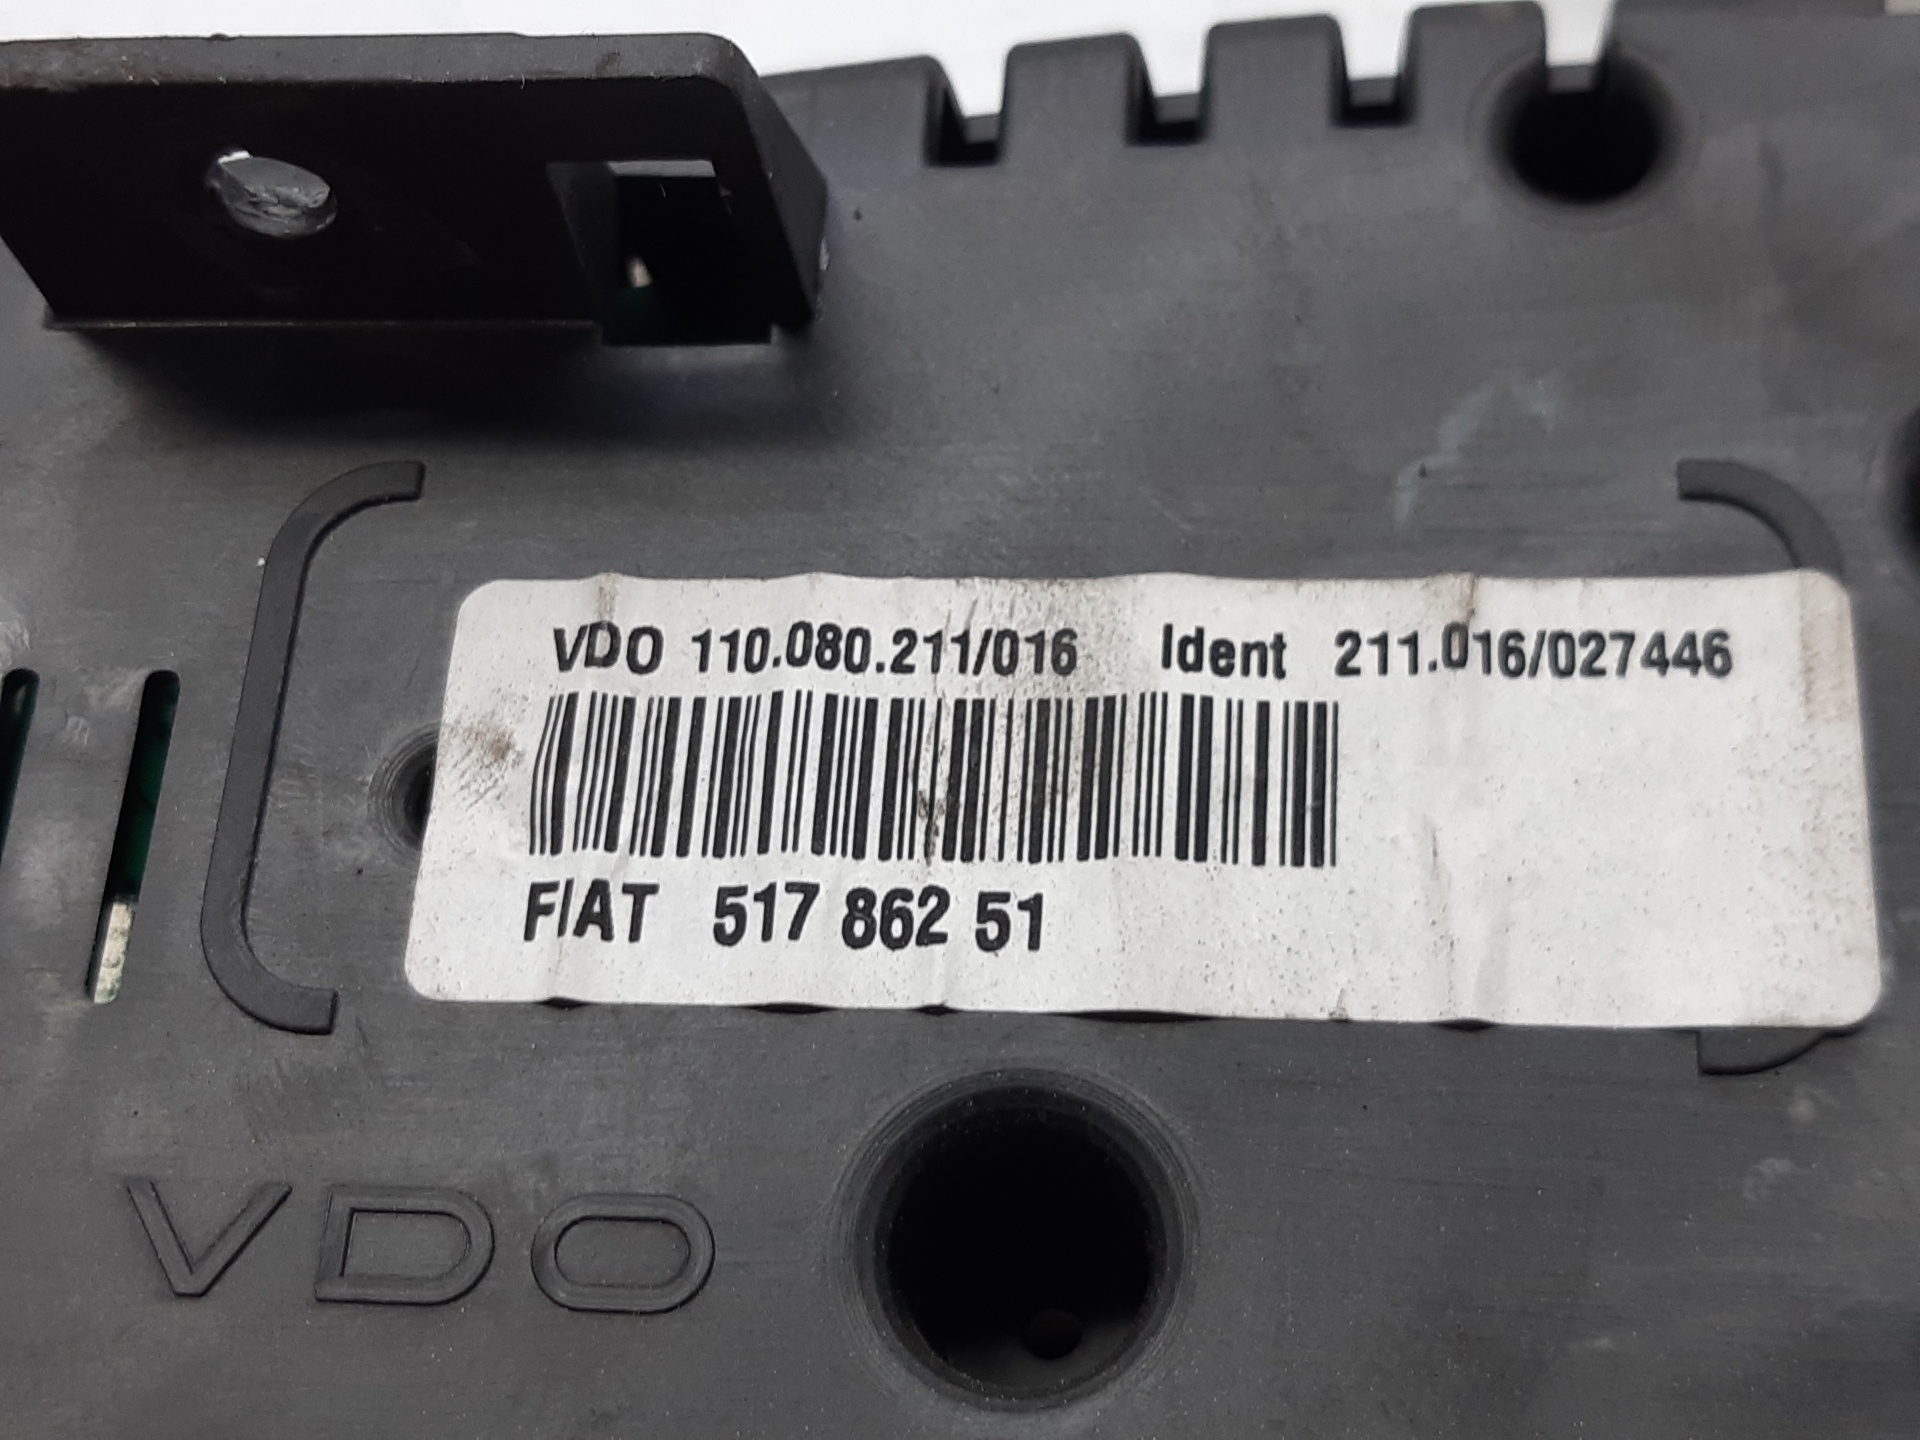 VDO 110.080.211/016 Ident 211.016/027446
FIAT 517 862 51
VDO